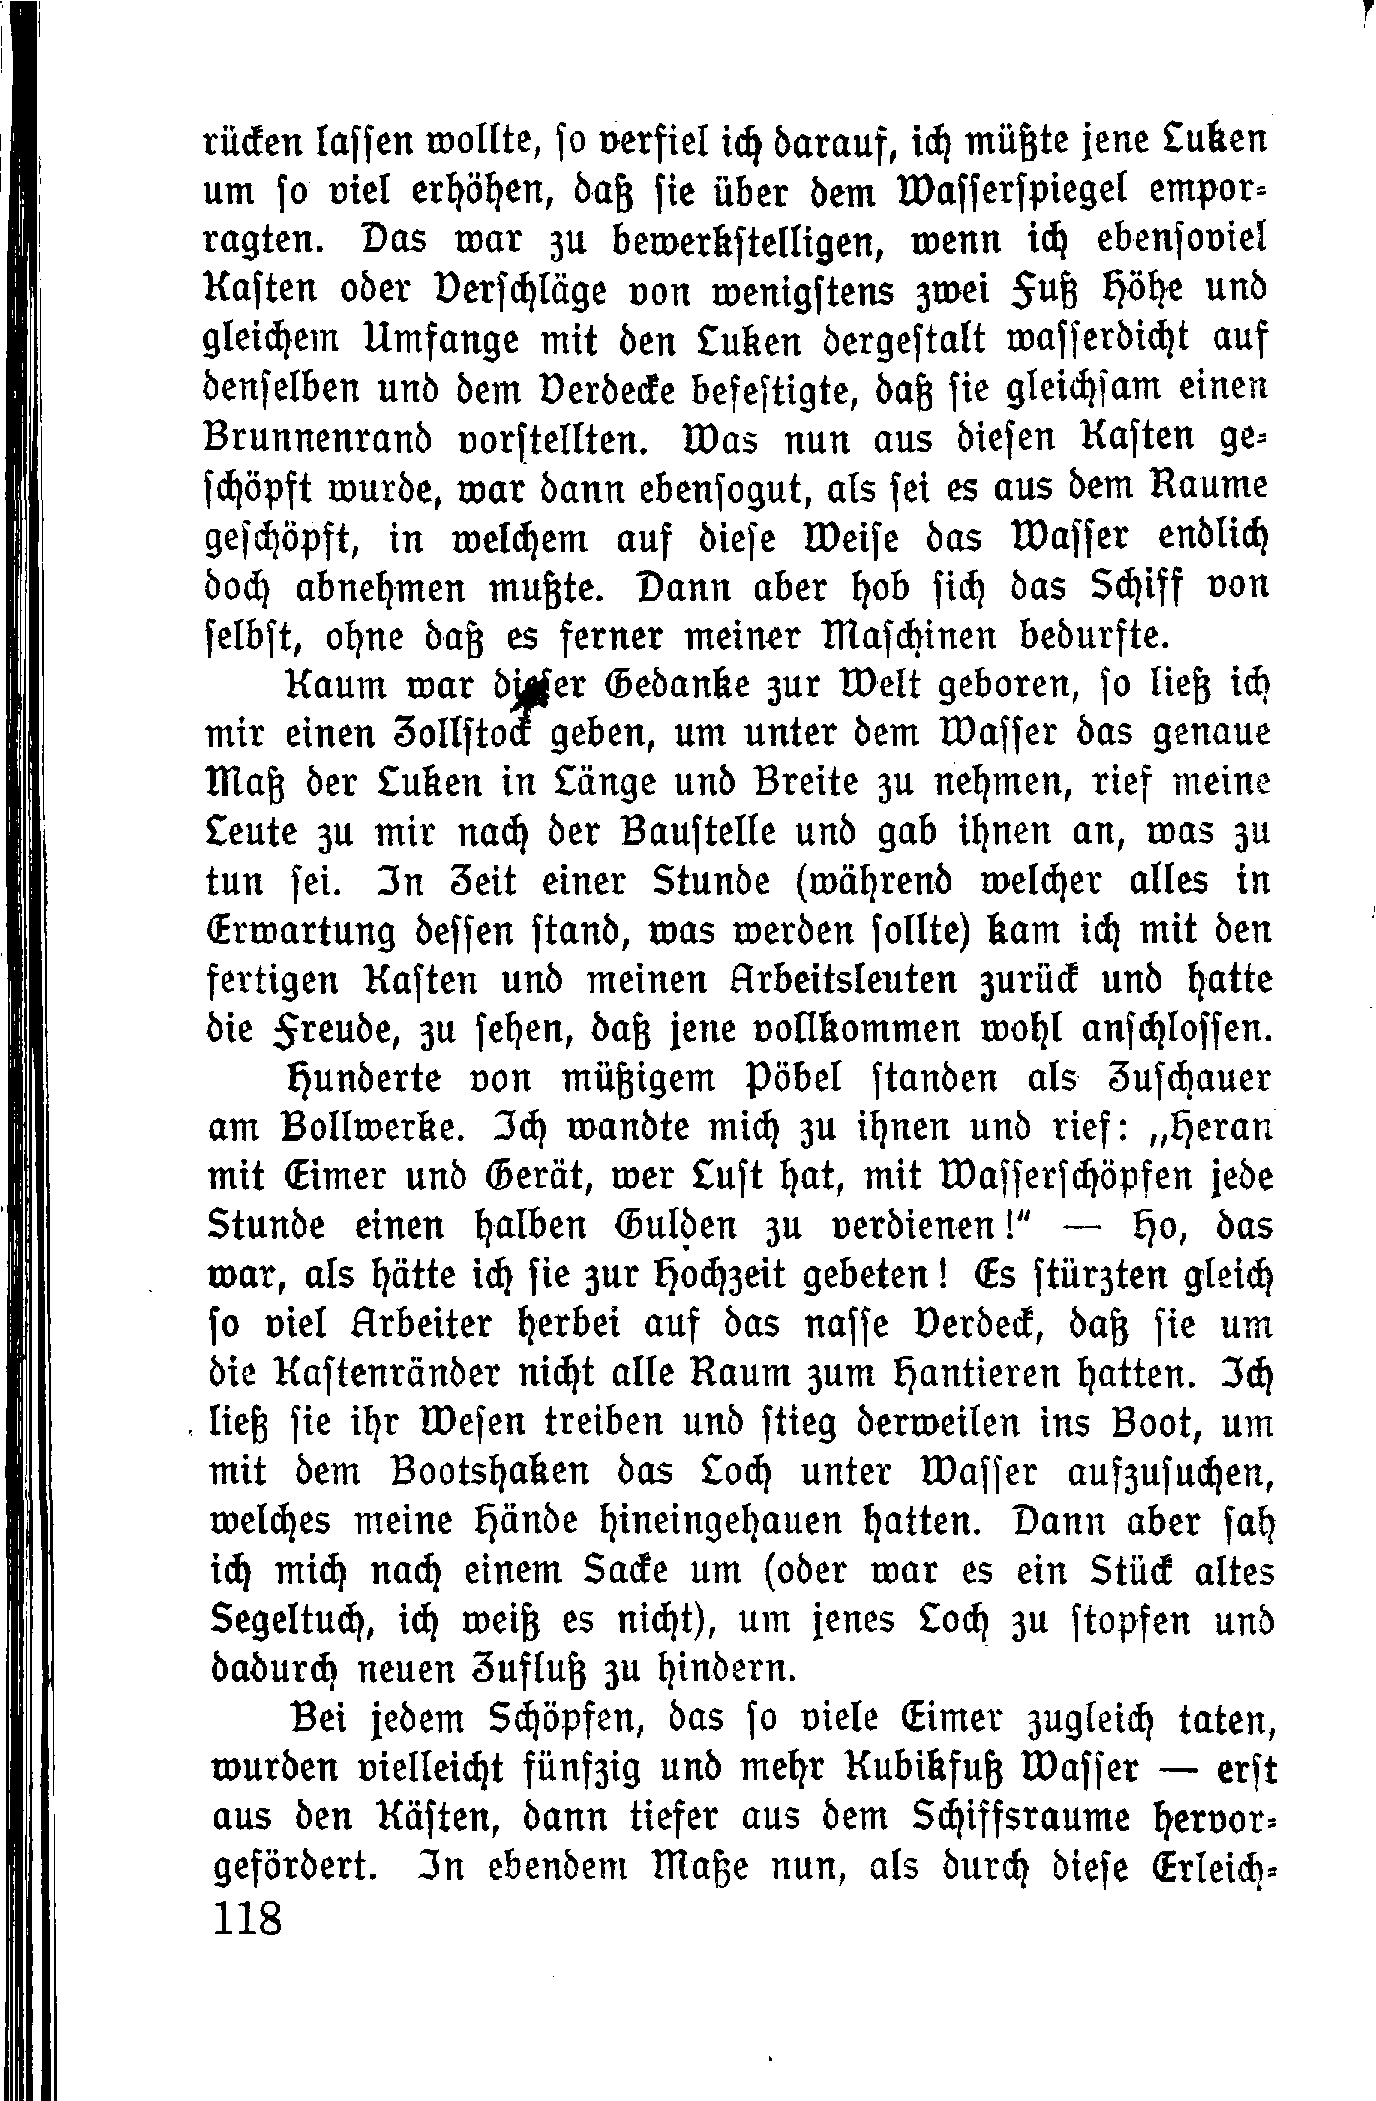 rücken lassen wollte, so verfiel ich darauf, ich müßte jene Luken
um so viel erhöhen, daß sie über dem Wasserspiegel empor-
ragten. Das war zu bewerkstelligen, wenn ich ebensoviel
Kasten oder Verschläge von wenigstens zwei Fuß Höhe und
gleichem Umfange mit den Luken dergestalt wasserdicht auf
denselben und dem Verdecke befestigte, daß sie gleichsam einen
Brunnenrand vorstellten. Was nun aus diesen Kasten ge-
schöpft wurde, war dann ebensogut, als sei es aus dem Raume
geschöpft, in welchem auf diese Weise das Wasser endlich
doch abnehmen mußte. Dann aber hob sich das Schiff von
selbst, ohne daß es ferner meiner Maschinen bedurfte.
Kaum war dieser Gedanke zur Welt geboren, so ließ ich
mir einen Zollstock geben, um unter dem Wasser das genaue
Maß der Luken in Länge und Breite zu nehmen, rief meine
Leute zu mir nach der Baustelle und gab ihnen an, was zu
tun sei. In Zeit einer Stunde (während welcher alles in
Erwartung dessen stand, was werden sollte) kam ich mit den
fertigen Kasten und meinen Arbeitsleuten zurück und hatte
die Freude, zu sehen, daß jene vollkommen wohl anschlossen.
Hunderte von müßigem Pöbel standen als Zuschauer
am Bollwerke. Ich wandte mich zu ihnen und rief: „Heran
mit Eimer und Gerät, wer Lust hat, mit Wasserschöpfen jede
Stunde einen halben Gulden zu verdienen!" — Ho, das
war, als hätte ich sie zur Hochzeit gebeten! Es stürzten gleich
so viel Arbeiter herbei auf das nasse Verdeck, daß sie um
die Kastenränder nicht alle Raum zum Hantieren hatten. Ich
ließ sie ihr Wesen treiben und stieg derweilen ins Boot, um
mit dem Bootshaken das Loch unter Wasser aufzusuchen,
welches meine Hände hineingehauen hatten. Dann aber sah
ich mich nach einem Sacke um (oder war es ein Stück altes
Segeltuch, ich weiß es nicht), um jenes Loch zu stopfen und
dadurch neuen Zufluß zu hindern.
Bei jedem Schöpfen, das so viele Eimer zugleich taten,
wurden vielleicht fünfzig und mehr Kubikfuß Wasser — erst
aus den Kästen, dann tiefer aus dem Schiffsraume hervor-
gefördert. In ebendem Maße nun, als durch diese Erleich-
118